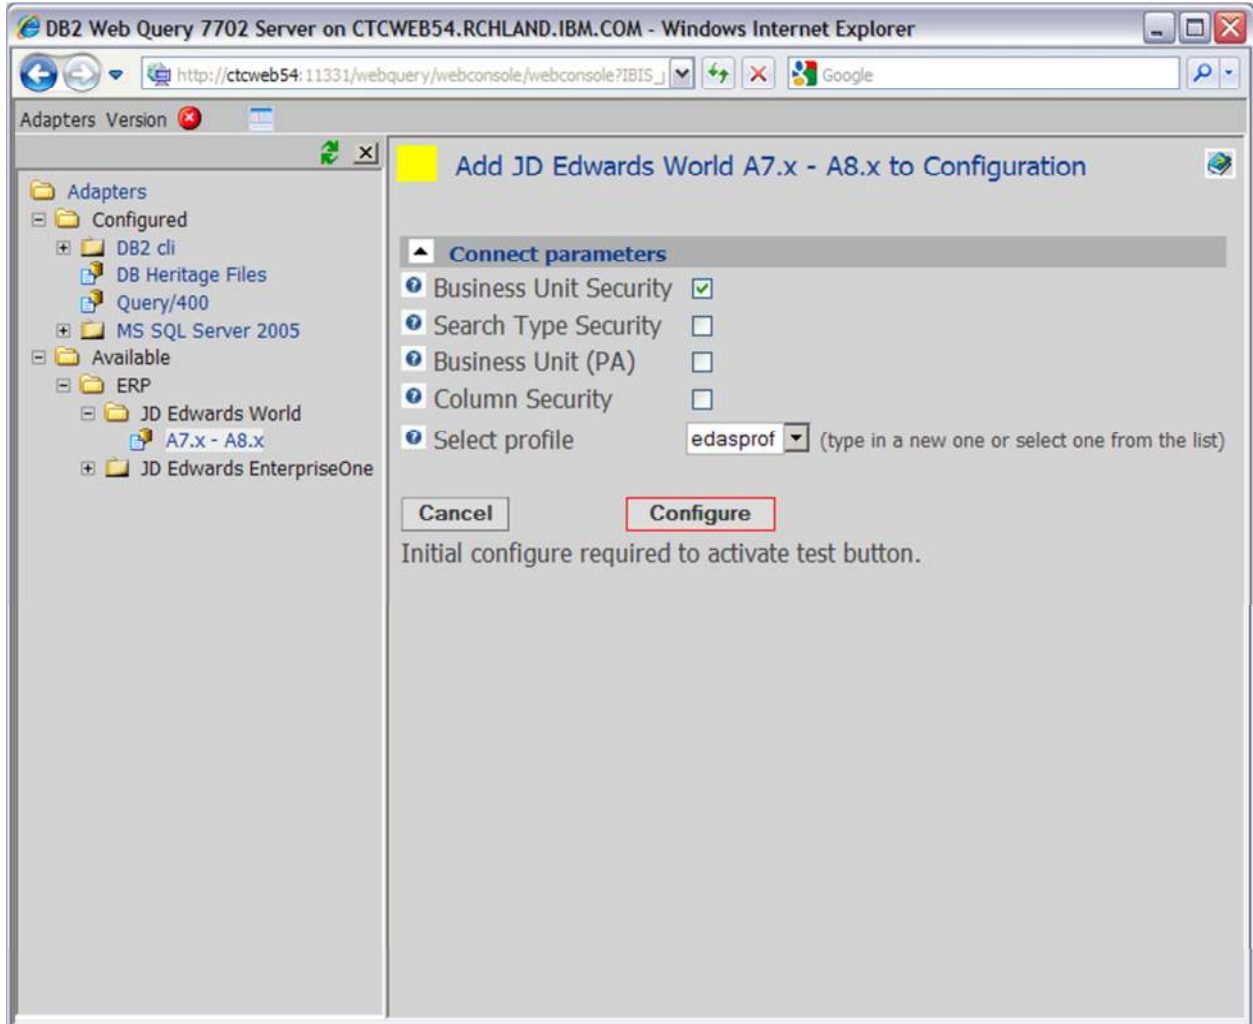 DB2 Web Query 7702 Server on CTCWEB54.RCHLAND.IBM.COM - Windows Internet Explorer
http://ctcweb54:11331/webquery/webconsole/webconsole?IBIS_
Google
Adapters Version
Adapters
Configured
DB2 cli
DB Heritage Files
Query/400
MS SQL Server 2005
Available
ERP
JD Edwards World
A7.x - A8.x
JD Edwards EnterpriseOne
Add JD Edwards World A7.x - A8.x to Configuration
Connect parameters
Business Unit Security
Search Type Security
Business Unit (PA)
Column Security
Select profile edasprof (type in a new one or select one from the list)
Cancel Configure
Initial configure required to activate test button.